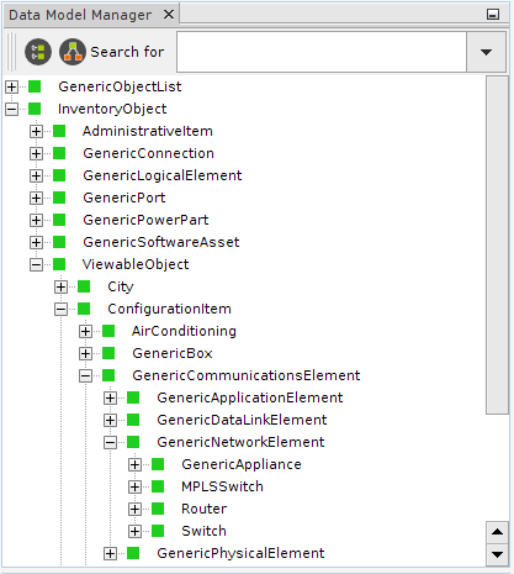 Data Model Manager
Search for
GenericObjectList
InventoryObject
AdministrativeItem
GenericConnection
GenericLogicalElement
GenericPort
GenericPowerPart
GenericSoftwareAsset
ViewableObject
City
ConfigurationItem
AirConditioning
GenericBox
GenericCommunicationsElement
GenericApplicationElement
GenericDataLinkElement
GenericNetworkElement
GenericAppliance
MPLSSwitch
Router
Switch
GenericPhysicalElement